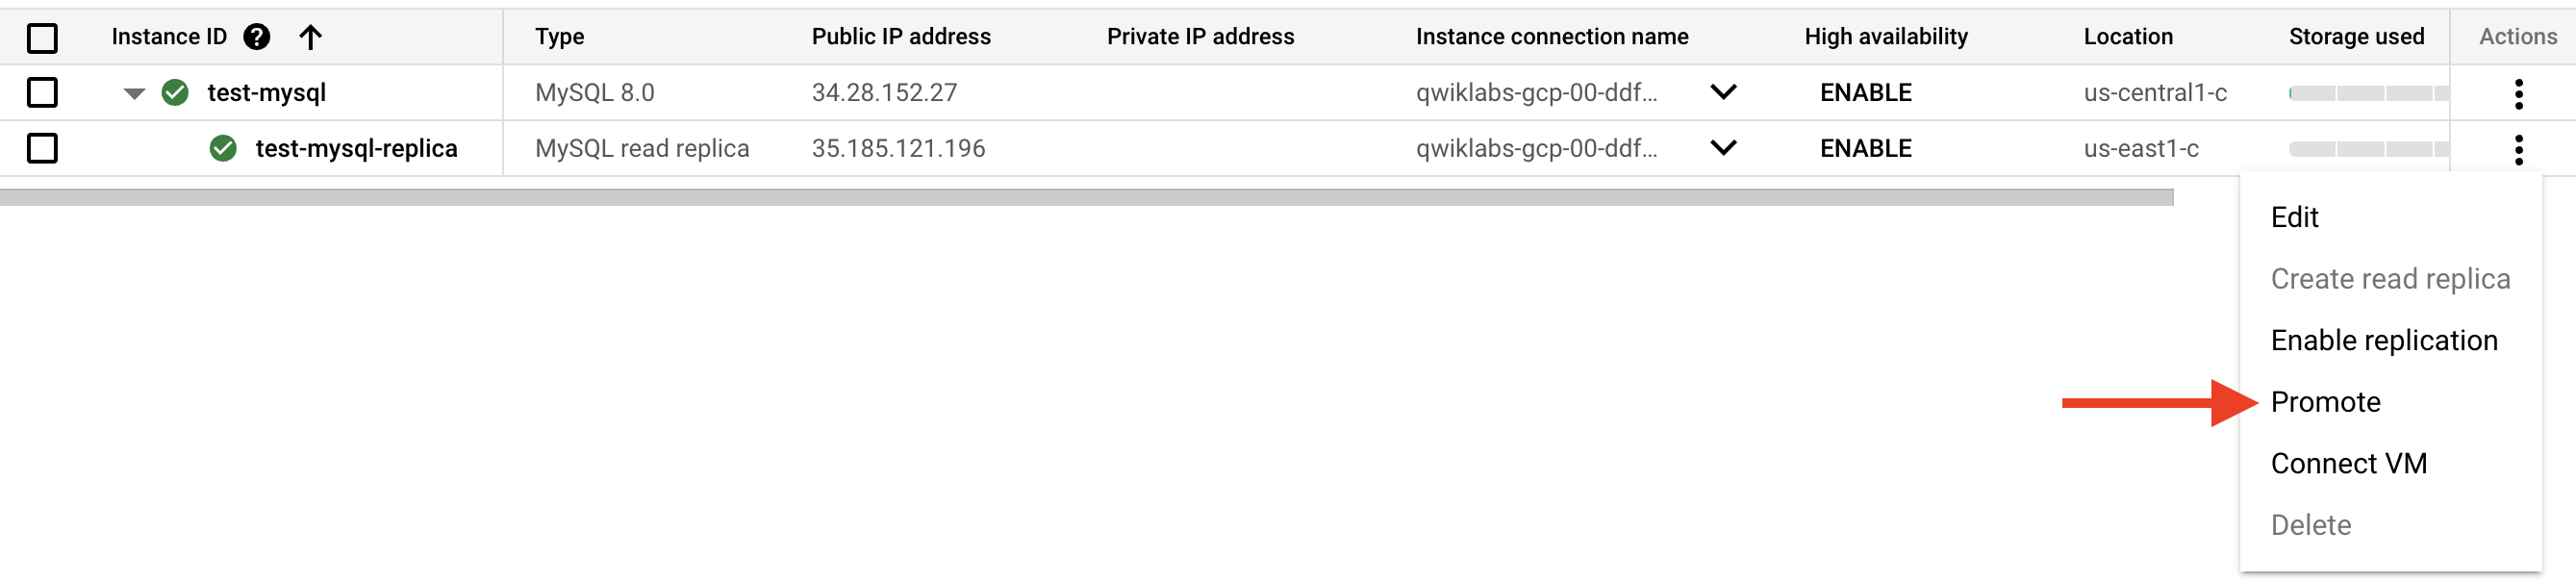 Instance ID ? Type Public IP address Private IP address Instance connection name High availability Location Storage used Actions
test-mysql MySQL 8.0 34.28.152.27 qwiklabs-gcp-00-ddf... ENABLE us-central1-c
test-mysql-replica MySQL read replica 35.185.121.196 qwiklabs-gcp-00-ddf... ENABLE us-east1-c
Edit
Create read replica
Enable replication
Promote
Connect VM
Delete